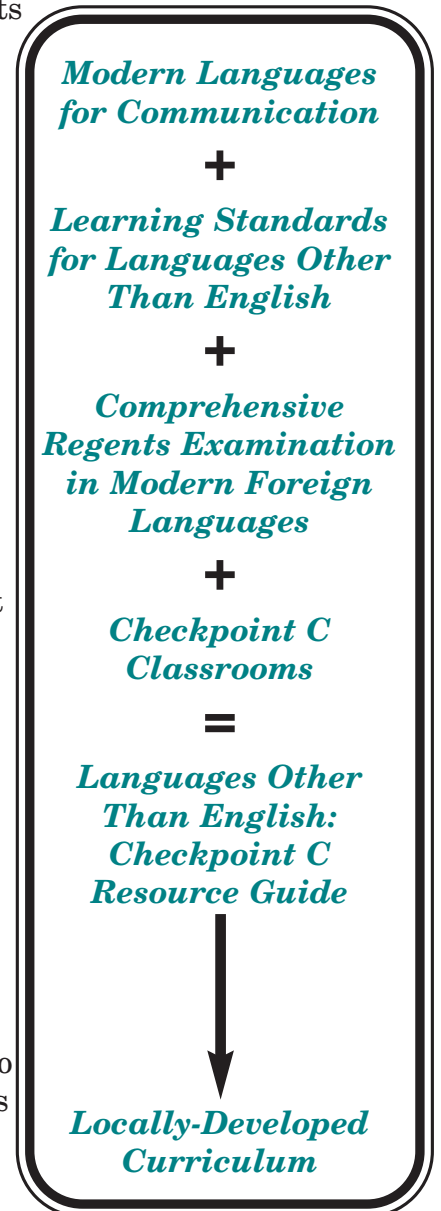 ts
Modern Languages
for Communication
+
Learning Standards
for Languages Other
Than English
+
Comprehensive
Regents Examination
in Modern Foreign
Languages
+
t
Checkpoint C
Classrooms
=
Languages Other
Than English:
Checkpoint C
Resource Guide
o
s
Locally-Developed
Curriculum